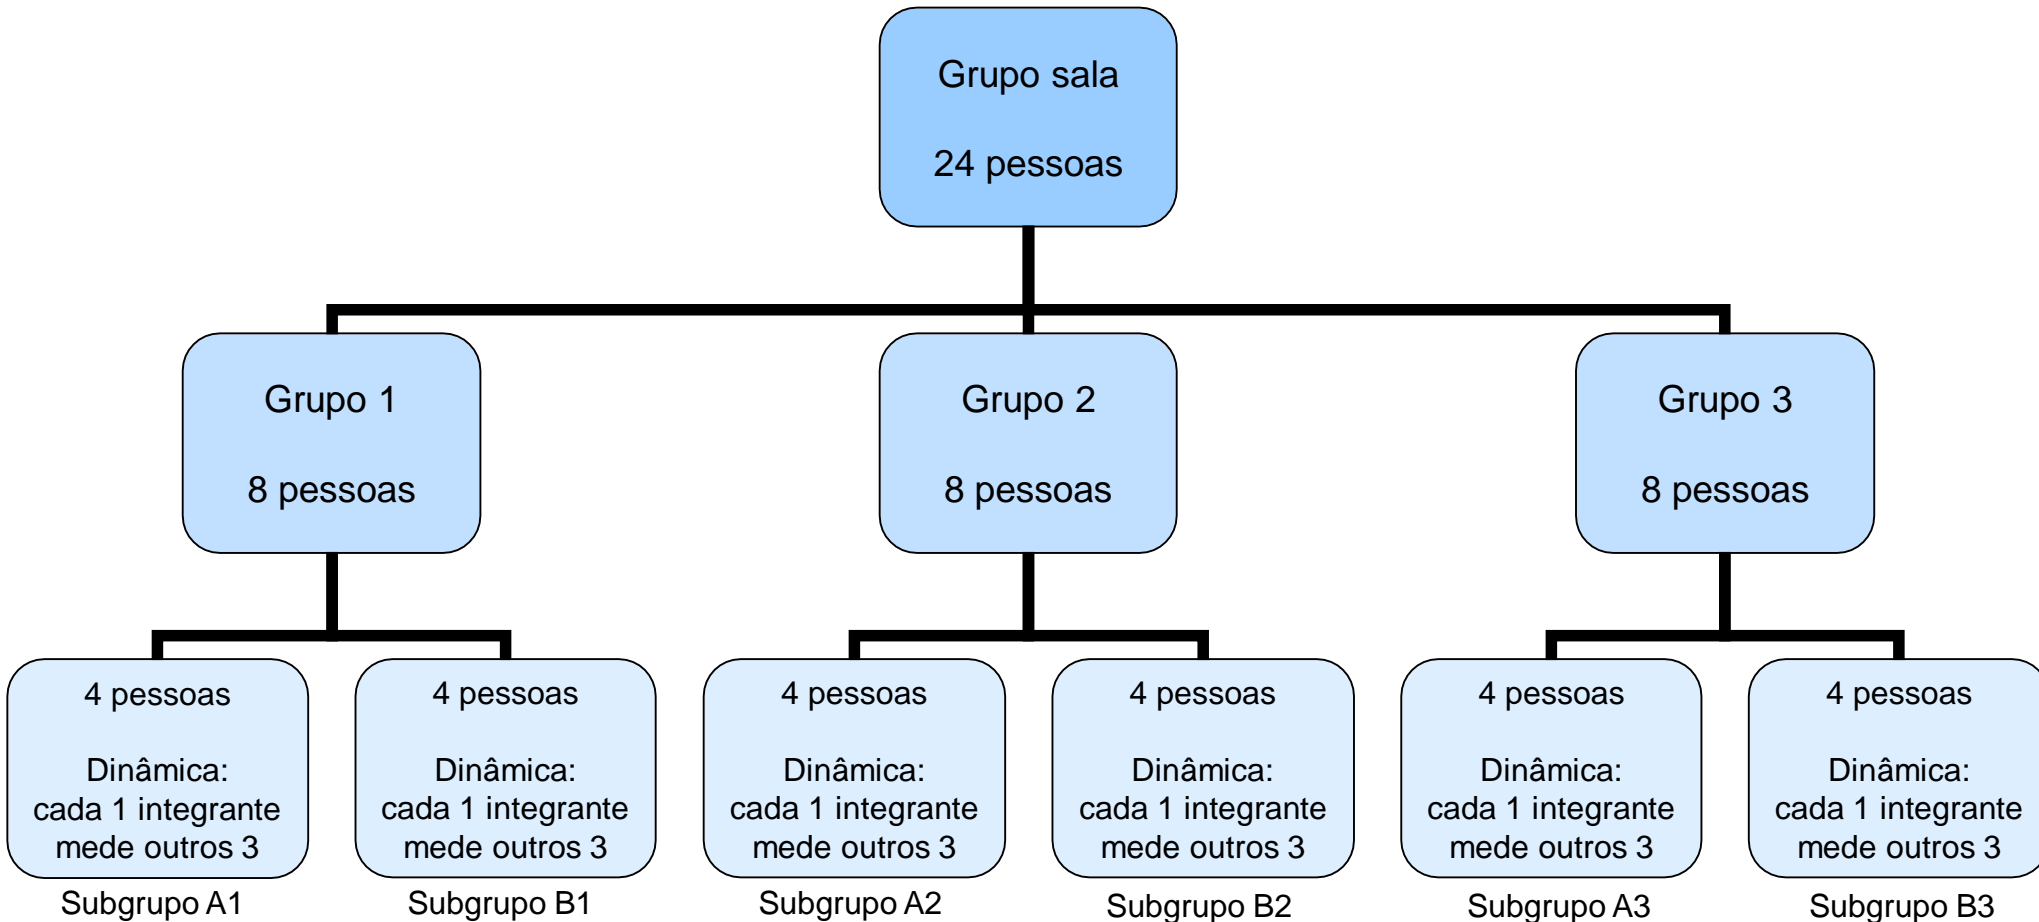 Grupo sala
24 pessoas
Grupo 1
8 pessoas
Grupo 2
8 pessoas
Grupo 3
8 pessoas
4 pessoas
Dinâmica:
cada 1 integrante
mede outros 3
Subgrupo A1
4 pessoas
Dinâmica:
cada 1 integrante
mede outros 3
Subgrupo B1
4 pessoas
Dinâmica:
cada 1 integrante
mede outros 3
Subgrupo A2
4 pessoas
Dinâmica:
cada 1 integrante
mede outros 3
Subgrupo B2
4 pessoas
Dinâmica:
cada 1 integrante
mede outros 3
Subgrupo A3
4 pessoas
Dinâmica:
cada 1 integrante
mede outros 3
Subgrupo B3